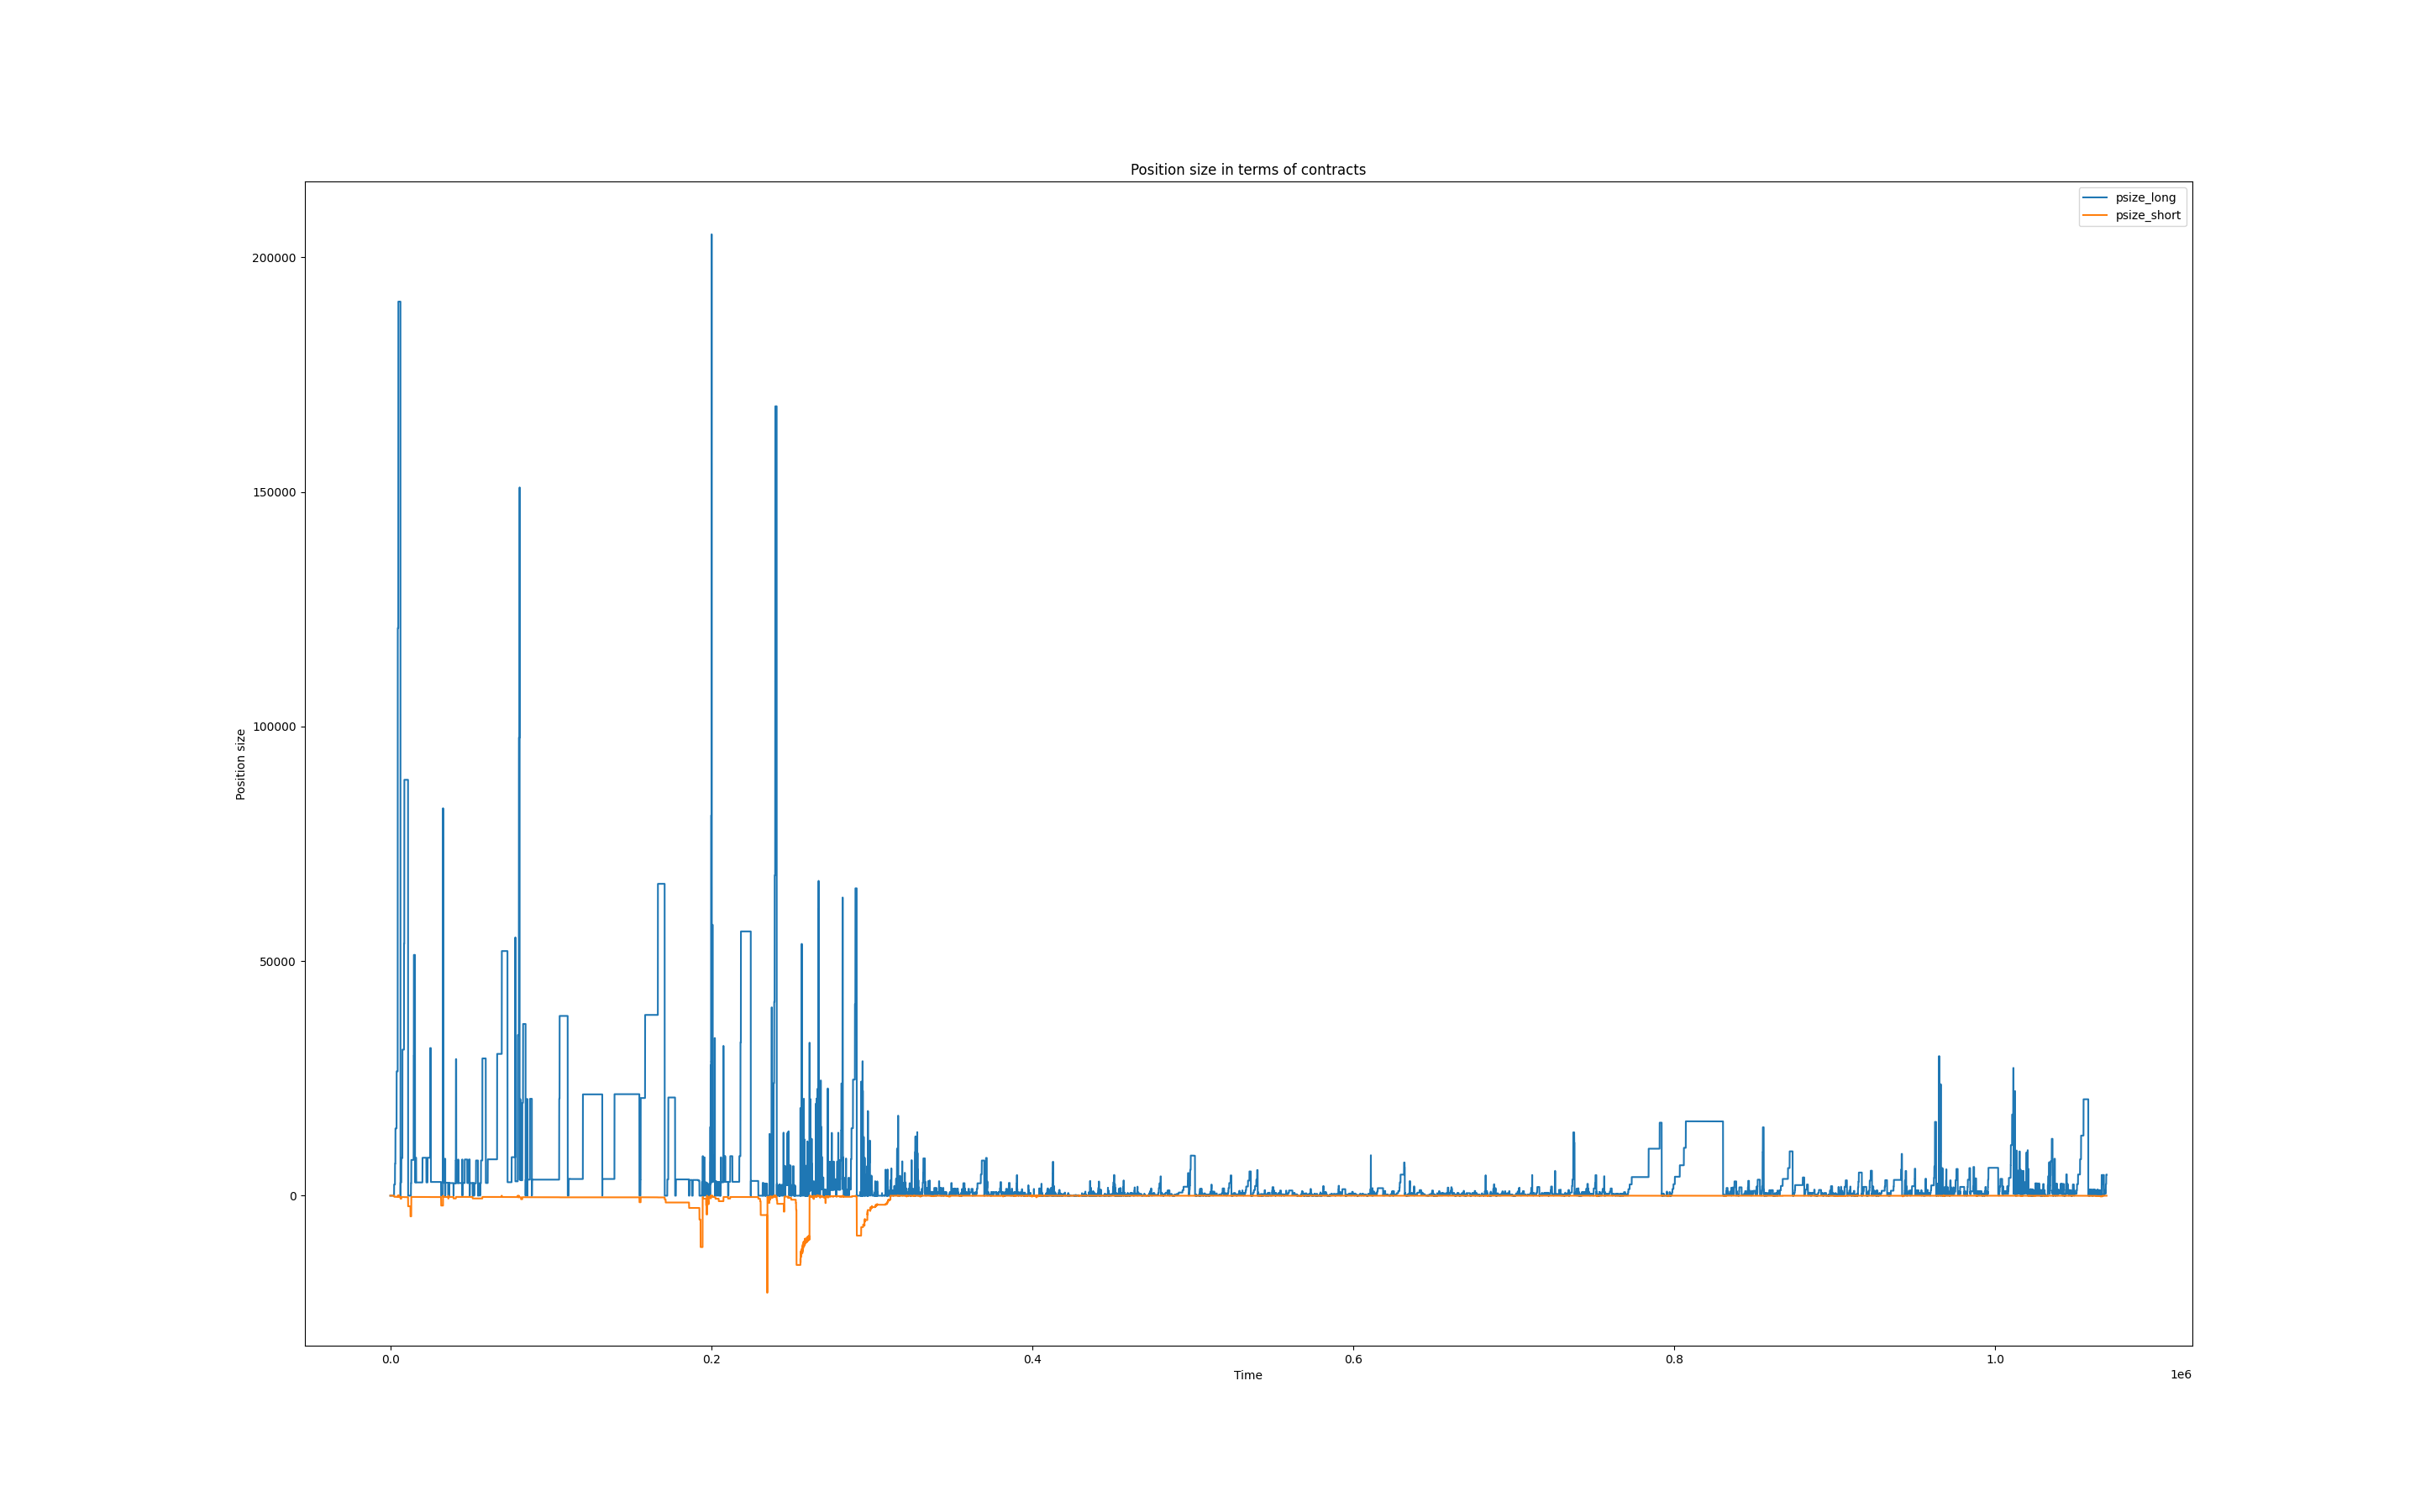 Position size in terms of contracts
psize_long
psize_short
Position size
200000
150000
100000
50000
0
0.0
0.2
0.4
0.6
0.8
1.0
Time
1e6